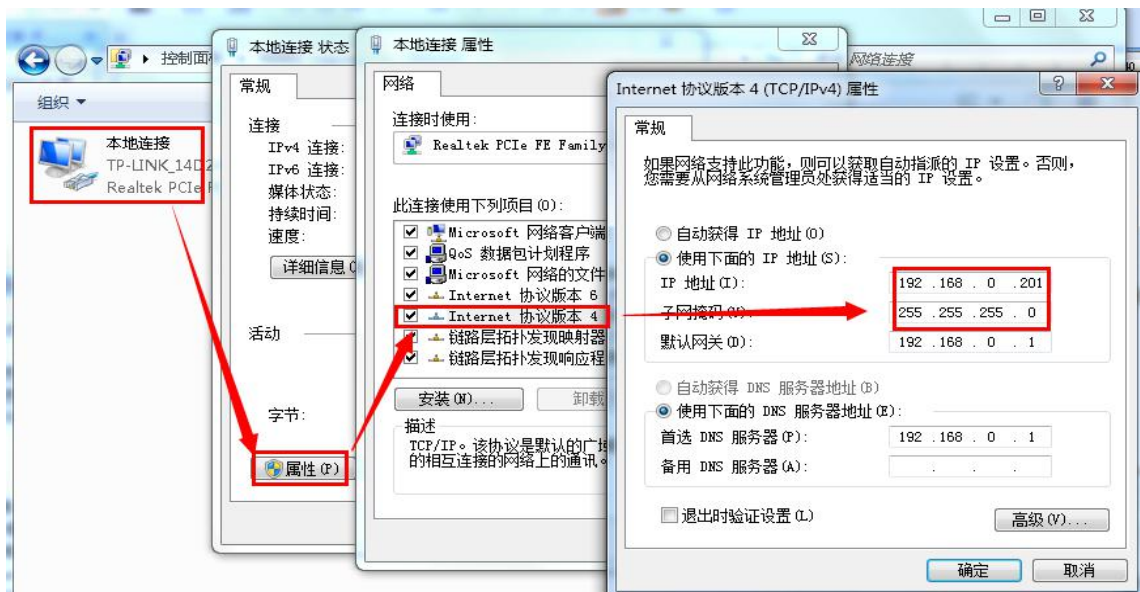 控制面
网络连接
组织
本地连接
TP-LINK_14D2
Realtek PCIe F
本地连接 状态
常规
连接
IPv4 连接:
IPv6 连接:
媒体状态:
持续时间:
速度:
详细信息(
活动
字节:
属性(P)
本地连接 属性
网络
连接时使用:
Realtek PCIe FE Family
此连接使用下列项目(O):
Microsoft 网络客户端
QoS 数据包计划程序
Microsoft 网络的文件
Internet 协议版本 6
Internet 协议版本 4
链路层拓扑发现映射器
链路层拓扑发现响应程
安装(N)...
卸载
描述
TCP/IP。该协议是默认的广域
的相互连接的网络上的通讯。
Internet 协议版本 4 (TCP/IPv4) 属性
常规
如果网络支持此功能，则可以获取自动指派的 IP 设置。否则，
您需要从网络系统管理员处获得适当的 IP 设置。
自动获得 IP 地址(O)
使用下面的 IP 地址(S):
IP 地址(I): 192 .168 . 0 .201
子网掩码(U): 255 .255 .255 . 0
默认网关(D): 192 .168 . 0 . 1
自动获得 DNS 服务器地址(B)
使用下面的 DNS 服务器地址(E):
首选 DNS 服务器(P): 192 .168 . 0 . 1
备用 DNS 服务器(A): . . .
退出时验证设置(L)
高级(V)...
确定
取消